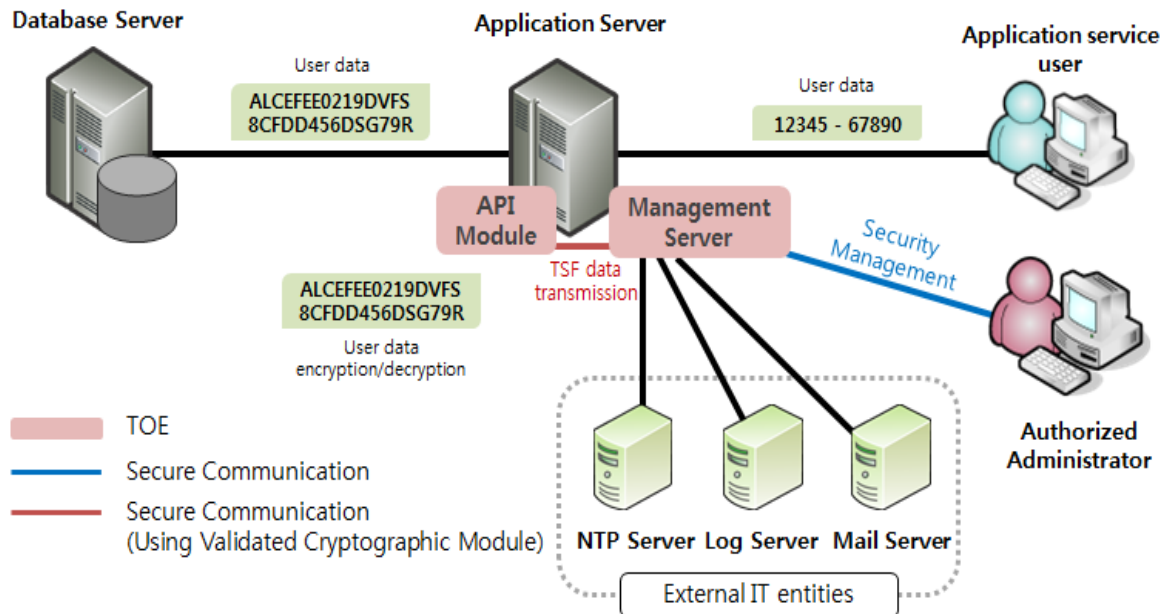 Database Server
Application Server
Application service
user
User data
ALCEFEE0219DVFS
8CFDD456DSG79R
User data
12345 - 67890
API
Module
Management
Server
TSF data
transmission
Security
Management
ALCEFEE0219DVFS
8CFDD456DSG79R
User data
encryption/decryption
Authorized
Administrator
TOE
Secure Communication
Secure Communication
(Using Validated Cryptographic Module)
NTP Server
Log Server
Mail Server
External IT entities